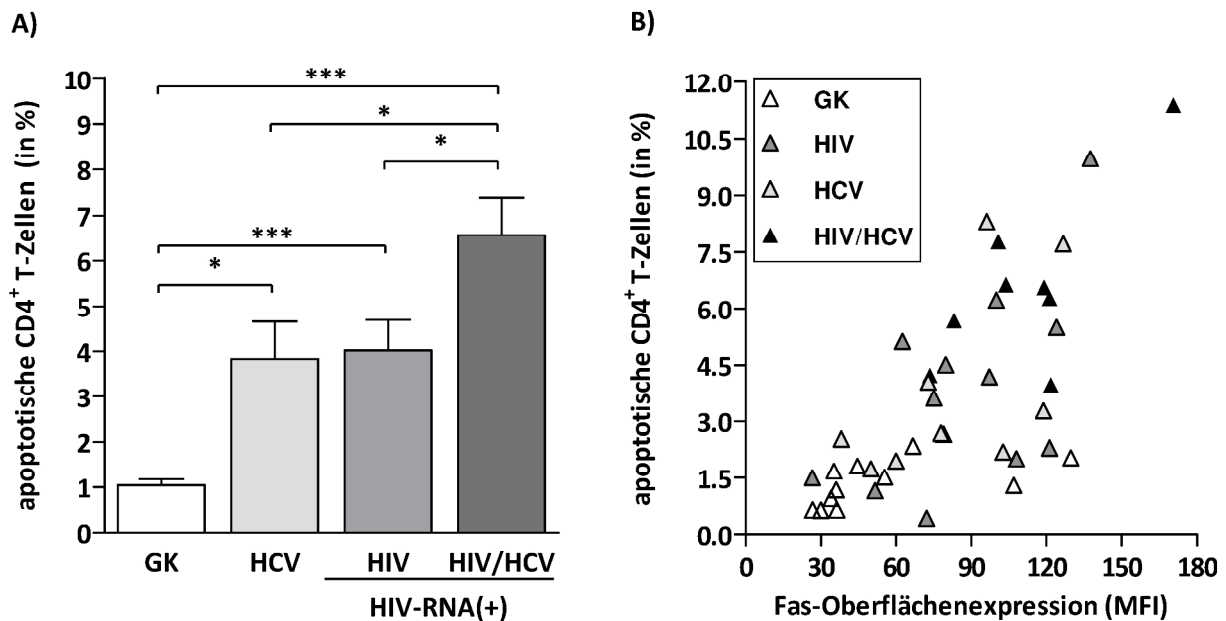 A)
apoptotische CD4⁺ T-Zellen (in %)
10
9
8
7
6
5
4
3
2
1
0
***
*
*
***
*
GK HCV HIV HIV/HCV
HIV-RNA(+)
B)
apoptotische CD4⁺ T-Zellen (in %)
12.0
10.5
9.0
7.5
6.0
4.5
3.0
1.5
0.0
GK
HIV
HCV
HIV/HCV
0 30 60 90 120 150 180
Fas-Oberflächenexpression (MFI)